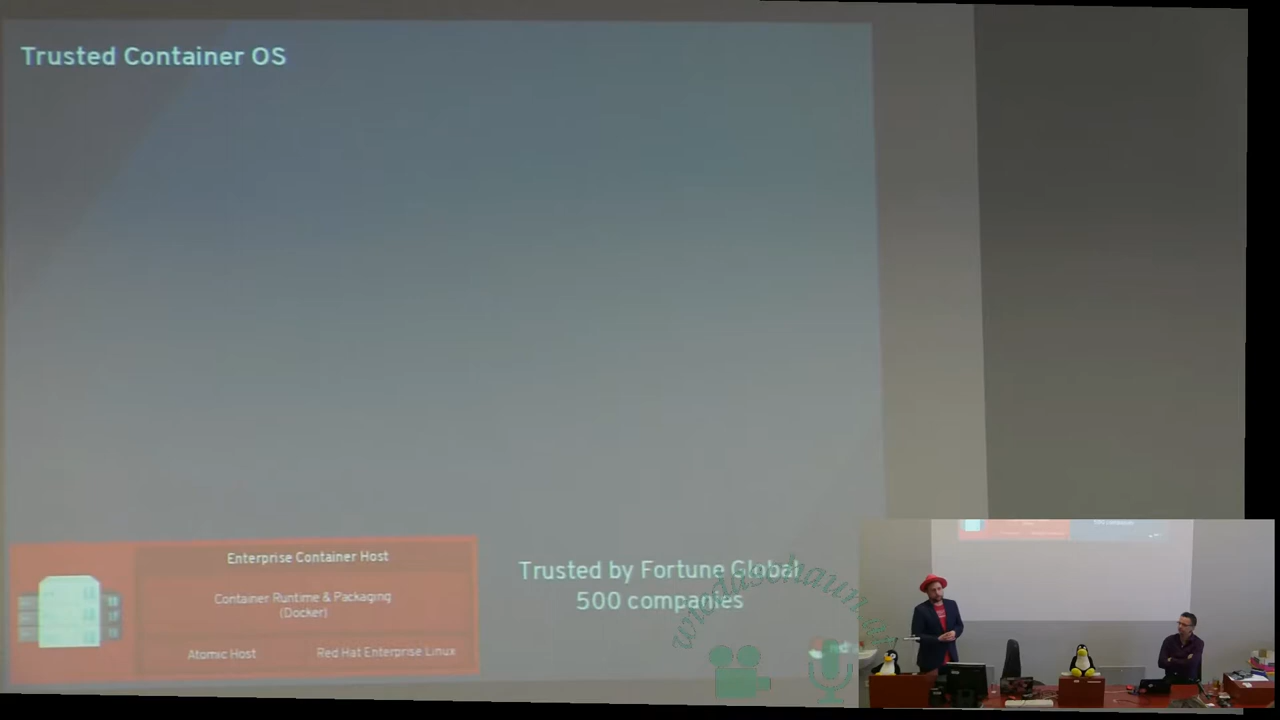 Trusted Container OS
Enterprise Container Host
Container Runtime & Packaging
(Docker)
Atomic Host
Red Hat Enterprise Linux
Trusted by Fortune Global
500 companies